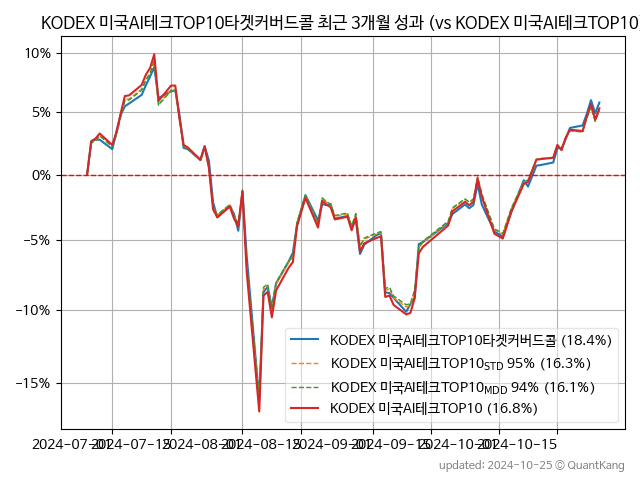 KODEX 미국AI테크TOP10타겟커버드콜 최근 3개월 성과 (vs KODEX 미국AI테크TOP10)
10%
5%
0%
−5%
−10%
−15%
KODEX 미국AI테크TOP10타겟커버드콜 (18.4%)
KODEX 미국AI테크TOP10STD 95% (16.3%)
KODEX 미국AI테크TOP10MDD 94% (16.1%)
KODEX 미국AI테크TOP10 (16.8%)
2024-07-01 2024-07-15 2024-08-01 2024-08-15 2024-09-01 2024-09-15 2024-10-01 2024-10-15
updated: 2024-10-25 © QuantKang